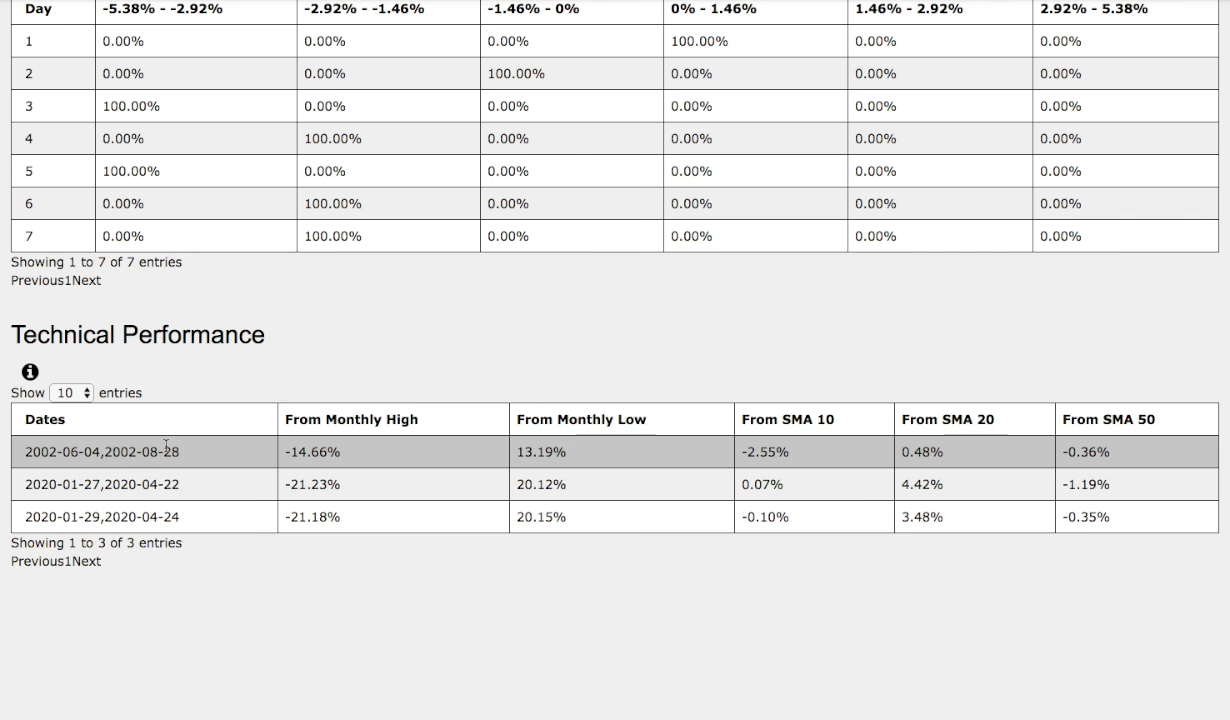 Day -5.38% - -2.92% -2.92% - -1.46% -1.46% - 0% 0% - 1.46% 1.46% - 2.92% 2.92% - 5.38%
1 0.00% 0.00% 0.00% 100.00% 0.00% 0.00%
2 0.00% 0.00% 100.00% 0.00% 0.00% 0.00%
3 100.00% 0.00% 0.00% 0.00% 0.00% 0.00%
4 0.00% 100.00% 0.00% 0.00% 0.00% 0.00%
5 100.00% 0.00% 0.00% 0.00% 0.00% 0.00%
6 0.00% 100.00% 0.00% 0.00% 0.00% 0.00%
7 0.00% 100.00% 0.00% 0.00% 0.00% 0.00%
Showing 1 to 7 of 7 entries
Previous1Next
Technical Performance
Show 10 entries
Dates From Monthly High From Monthly Low From SMA 10 From SMA 20 From SMA 50
2002-06-04,2002-08-28 -14.66% 13.19% -2.55% 0.48% -0.36%
2020-01-27,2020-04-22 -21.23% 20.12% 0.07% 4.42% -1.19%
2020-01-29,2020-04-24 -21.18% 20.15% -0.10% 3.48% -0.35%
Showing 1 to 3 of 3 entries
Previous1Next